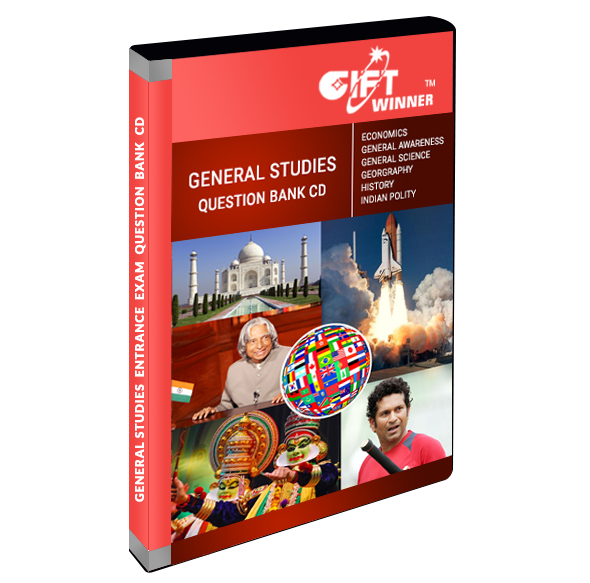 GIFT
WINNER
TM
GENERAL STUDIES
QUESTION BANK CD
ECONOMICS
GENERAL AWARENESS
GENERAL SCIENCE
GEORGRAPHY
HISTORY
INDIAN POLITY
GENERAL STUDIES ENTRANCE EXAM QUESTION BANK CD